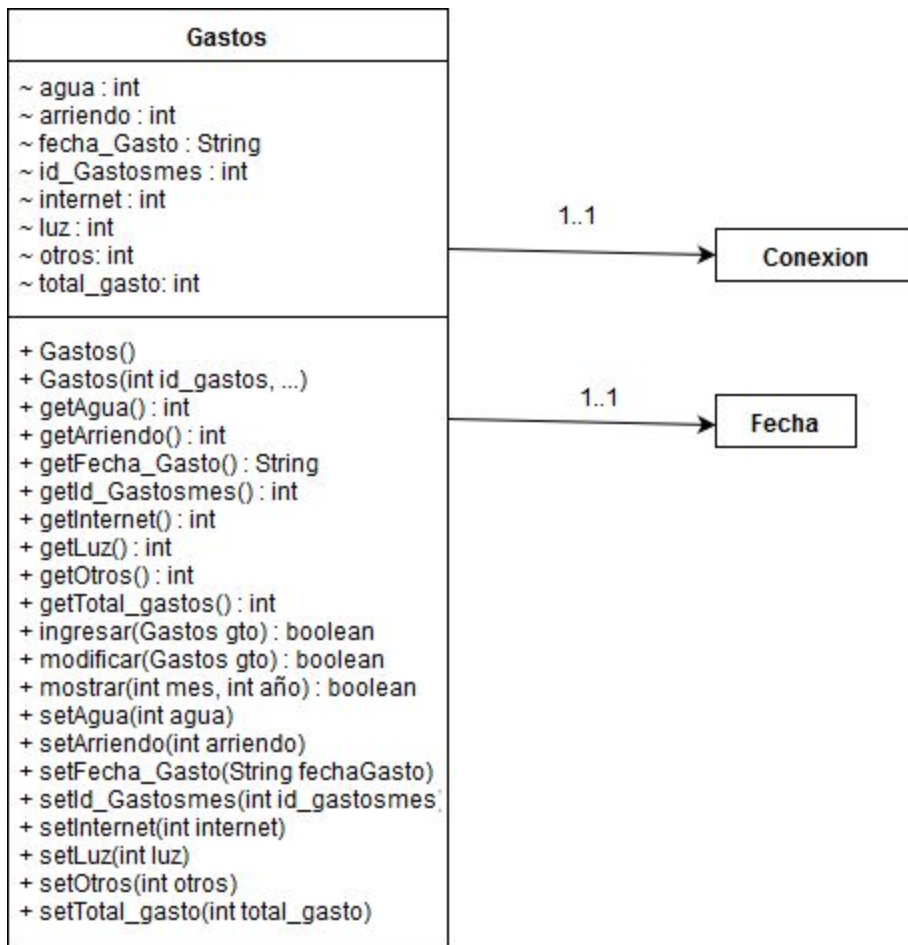 Gastos
~ agua : int
~ arriendo : int
~ fecha_Gasto : String
~ id_Gastosmes : int
~ internet : int
~ luz : int
~ otros: int
~ total_gasto: int
+ Gastos()
+ Gastos(int id_gastos, ...)
+ getAgua() : int
+ getArriendo() : int
+ getFecha_Gasto() : String
+ getId_Gastosmes() : int
+ getInternet() : int
+ getLuz() : int
+ getOtros() : int
+ getTotal_gastos() : int
+ ingresar(Gastos gto) : boolean
+ modificar(Gastos gto) : boolean
+ mostrar(int mes, int año) : boolean
+ setAgua(int agua)
+ setArriendo(int arriendo)
+ setFecha_Gasto(String fechaGasto)
+ setId_Gastosmes(int id_gastosmes)
+ setInternet(int internet)
+ setLuz(int luz)
+ setOtros(int otros)
+ setTotal_gasto(int total_gasto)
1..1
Conexion
1..1
Fecha